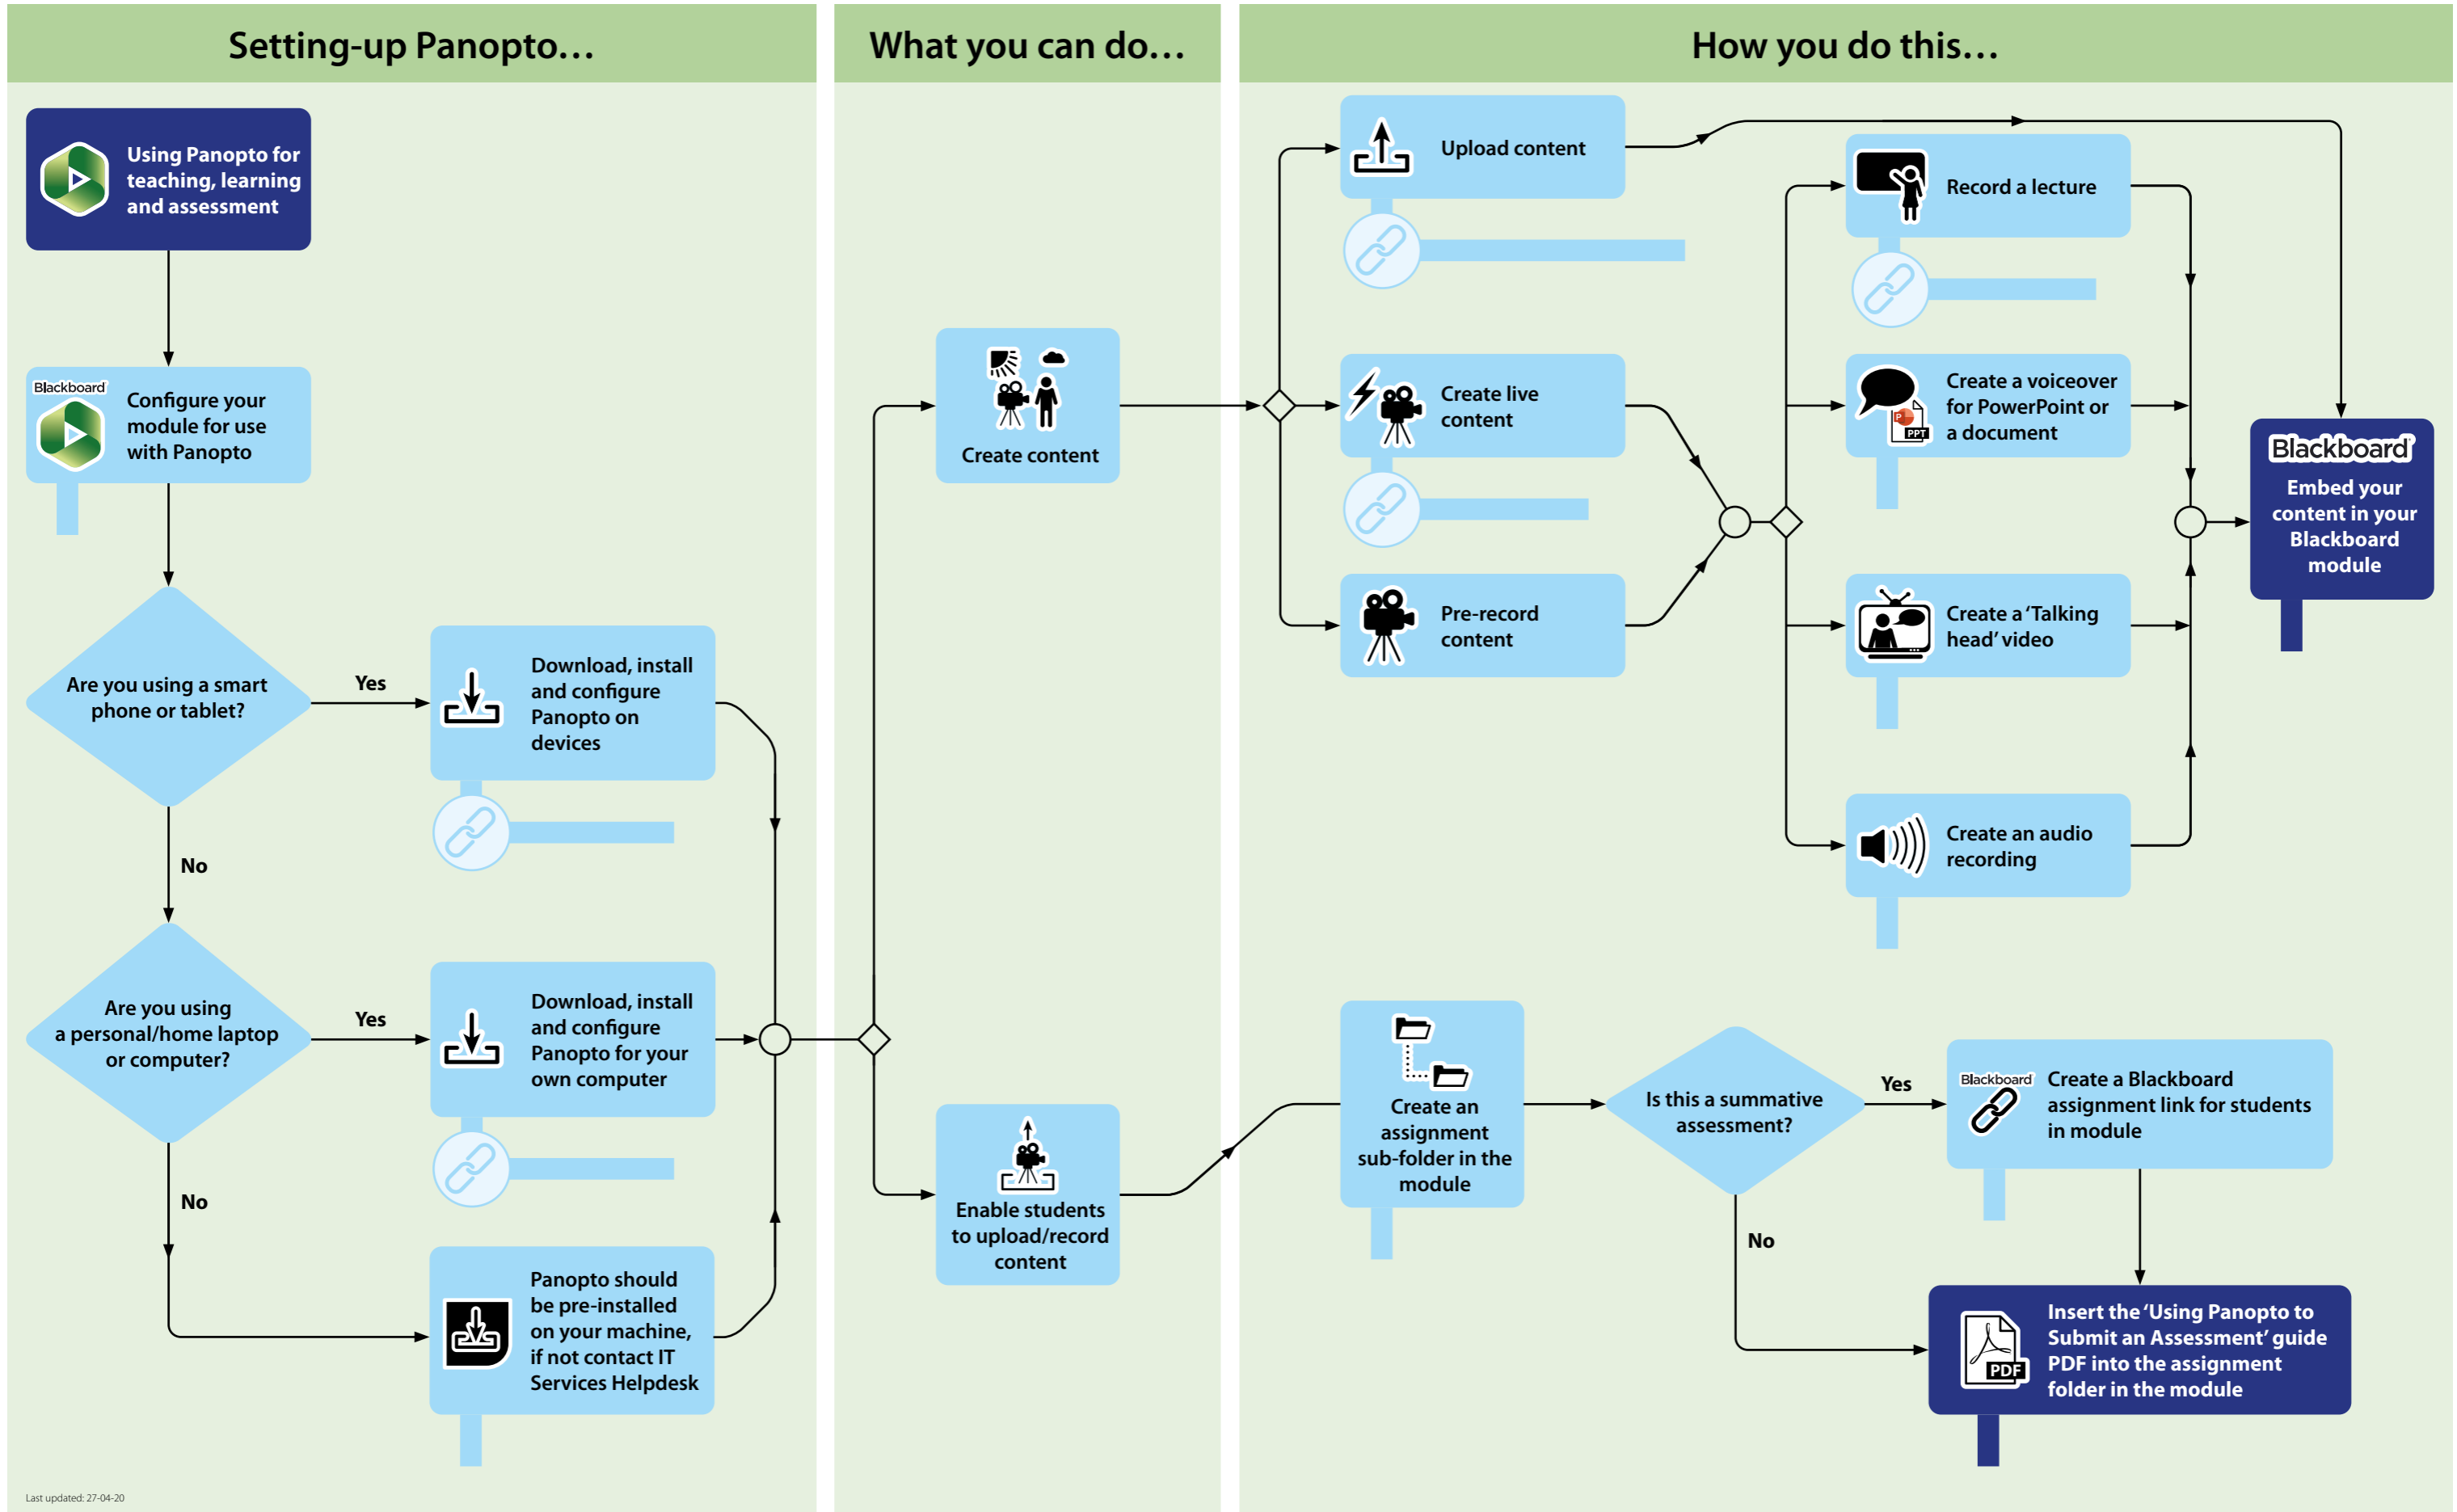 Setting-up Panopto…
What you can do…
How you do this…
Using Panopto for
teaching, learning
and assessment
Blackboard
Configure your
module for use
with Panopto
Are you using a smart
phone or tablet?
Yes
No
Download, install
and configure
Panopto on
devices
Are you using
a personal/home laptop
or computer?
Yes
No
Download, install
and configure
Panopto for your
own computer
Panopto should
be pre-installed
on your machine,
if not contact IT
Services Helpdesk
Create content
Enable students
to upload/record
content
Upload content
Create live
content
Pre-record
content
Record a lecture
Create a voiceover
for PowerPoint or
a document
P
PPT
Create a ‘Talking
head’ video
Create an audio
recording
Blackboard
Embed your
content in your
Blackboard
module
Create an
assignment
sub-folder in the
module
Is this a summative
assessment?
Yes
No
Blackboard
Create a Blackboard
assignment link for students
in module
PDF
Insert the ‘Using Panopto to
Submit an Assessment’ guide
PDF into the assignment
folder in the module
Last updated: 27-04-20